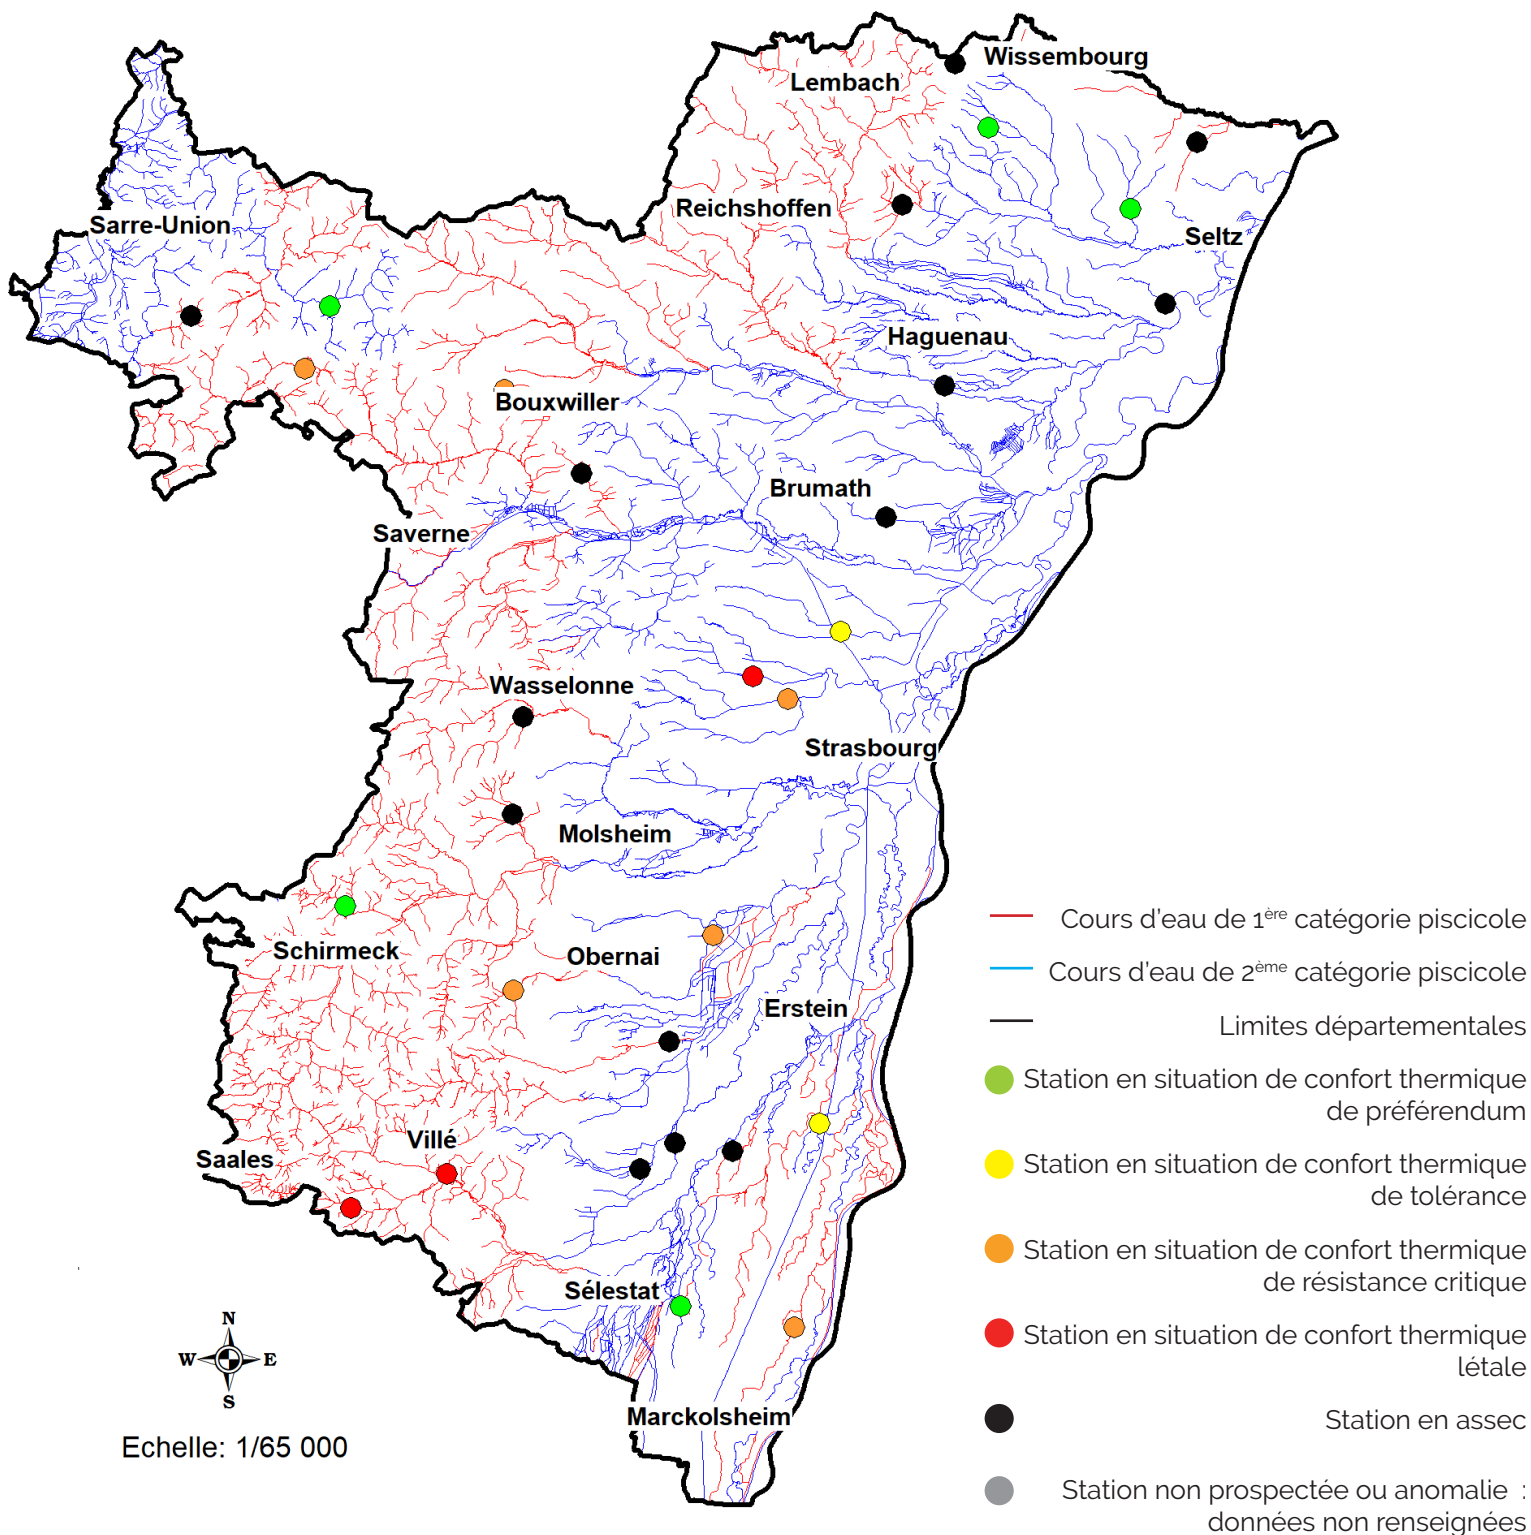 Wissembourg
Lembach
Reichshoffen
Sarre-Union
Seltz
Haguenau
Bouxwiller
Brumath
Saverne
Wasselonne
Strasbourg
Molsheim
Schirmeck
Obernai
Erstein
Villé
Saales
Sélestat
Marckolsheim
N
W E
S
Echelle: 1/65 000
Cours d'eau de 1ère catégorie piscicole
Cours d'eau de 2ème catégorie piscicole
Limites départementales
Station en situation de confort thermique
de préférendum
Station en situation de confort thermique
de tolérance
Station en situation de confort thermique
de résistance critique
Station en situation de confort thermique
létale
Station en assec
Station non prospectée ou anomalie :
données non renseignées